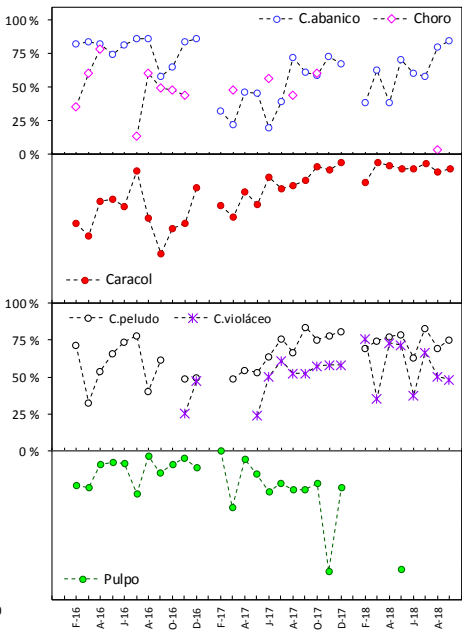 100 %
C.abanico Choro
75 %
50 %
25 %
0 %
Caracol
100 %
C.peludo C.violáceo
75 %
50 %
25 %
0 %
Pulpo
F-16 A-16 J-16 A-16 O-16 D-16 F-17 A-17 J-17 A-17 O-17 D-17 F-18 A-18 J-18 A-18